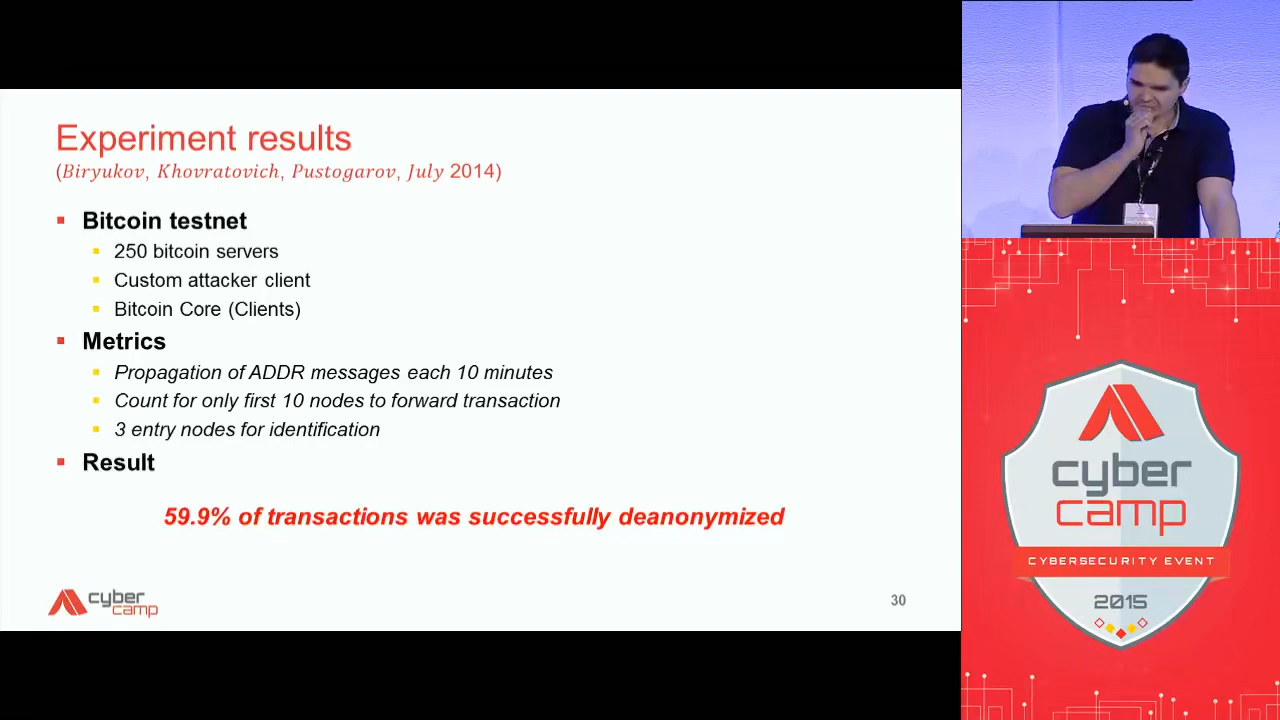 Experiment results
(Biryukov, Khovratovich, Pustogarov, July 2014)
Bitcoin testnet
250 bitcoin servers
Custom attacker client
Bitcoin Core (Clients)
Metrics
Propagation of ADDR messages each 10 minutes
Count for only first 10 nodes to forward transaction
3 entry nodes for identification
Result
59.9% of transactions was successfully deanonymized
cyber
camp
30
cyber
camp
CYBERSECURITY EVENT
2015